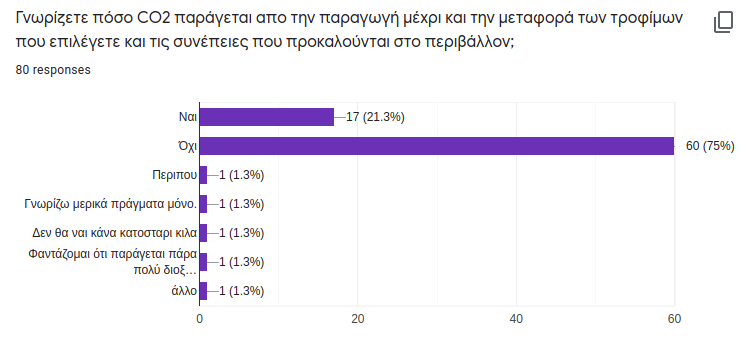 Γνωρίζετε πόσο CO2 παράγεται απο την παραγωγή μέχρι και την μεταφορά των τροφίμων
που επιλέγετε και τις συνέπειες που προκαλούνται στο περιβάλλον;
80 responses
Ναι 17 (21.3%)
Όχι 60 (75%)
Περιπου 1 (1.3%)
Γνωρίζω μερικά πράγματα μόνο. 1 (1.3%)
Δεν θα ναι κάνα κατοσταρι κιλα 1 (1.3%)
Φαντάζομαι ότι παράγεται πάρα
πολύ διοξ… 1 (1.3%)
άλλο 1 (1.3%)
0 20 40 60